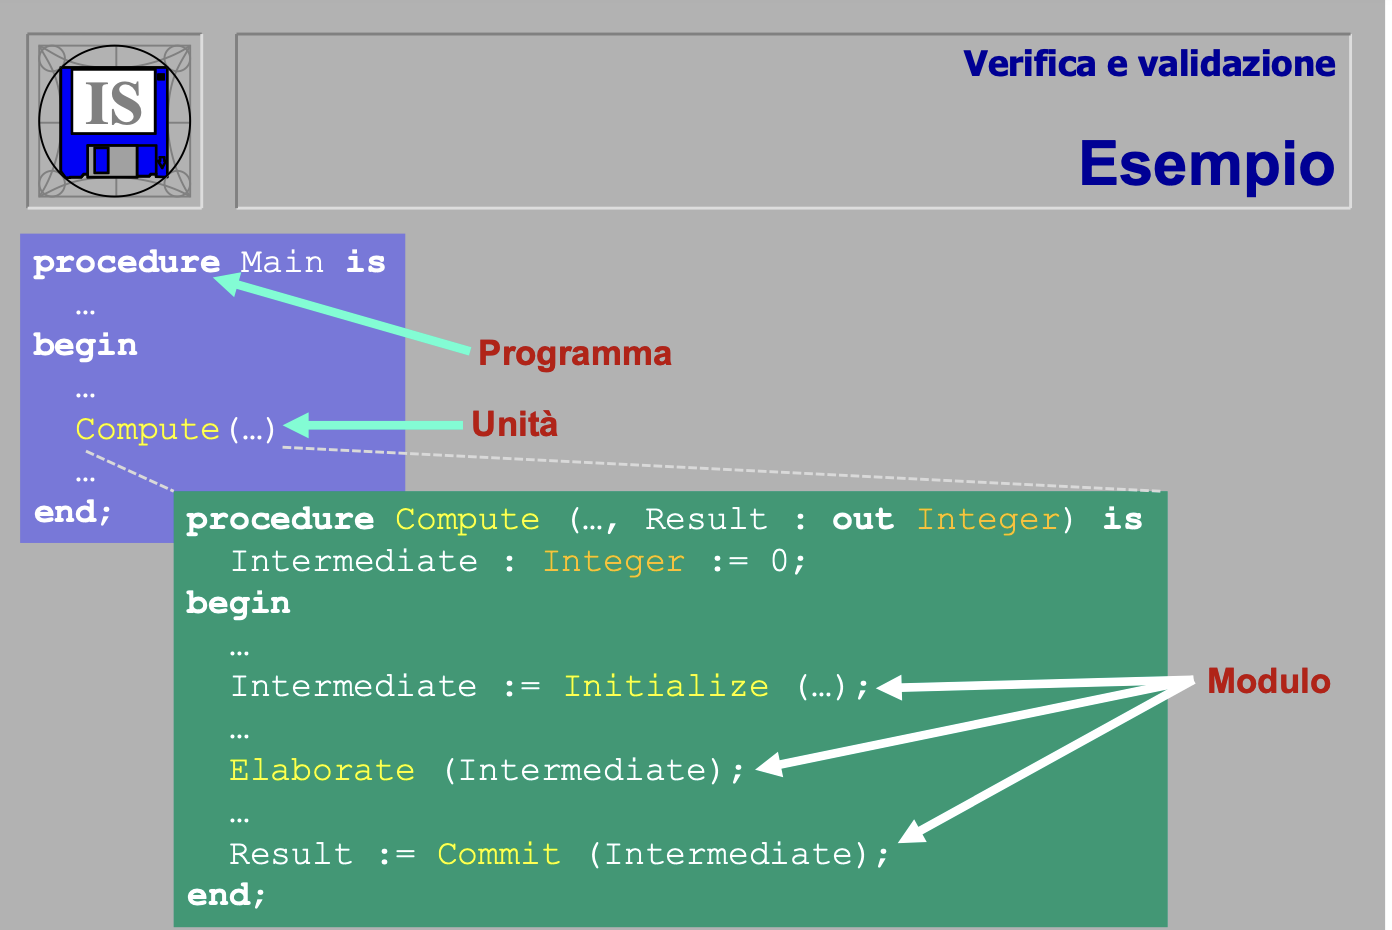 IS
Verifica e validazione
Esempio
procedure Main is
…
begin
…
Compute(…)
…
end;
Programma
Unità
procedure Compute (…, Result : out Integer) is
Intermediate : Integer := 0;
begin
…
Intermediate := Initialize (…);
…
Elaborate (Intermediate);
…
Result := Commit (Intermediate);
end;
Modulo